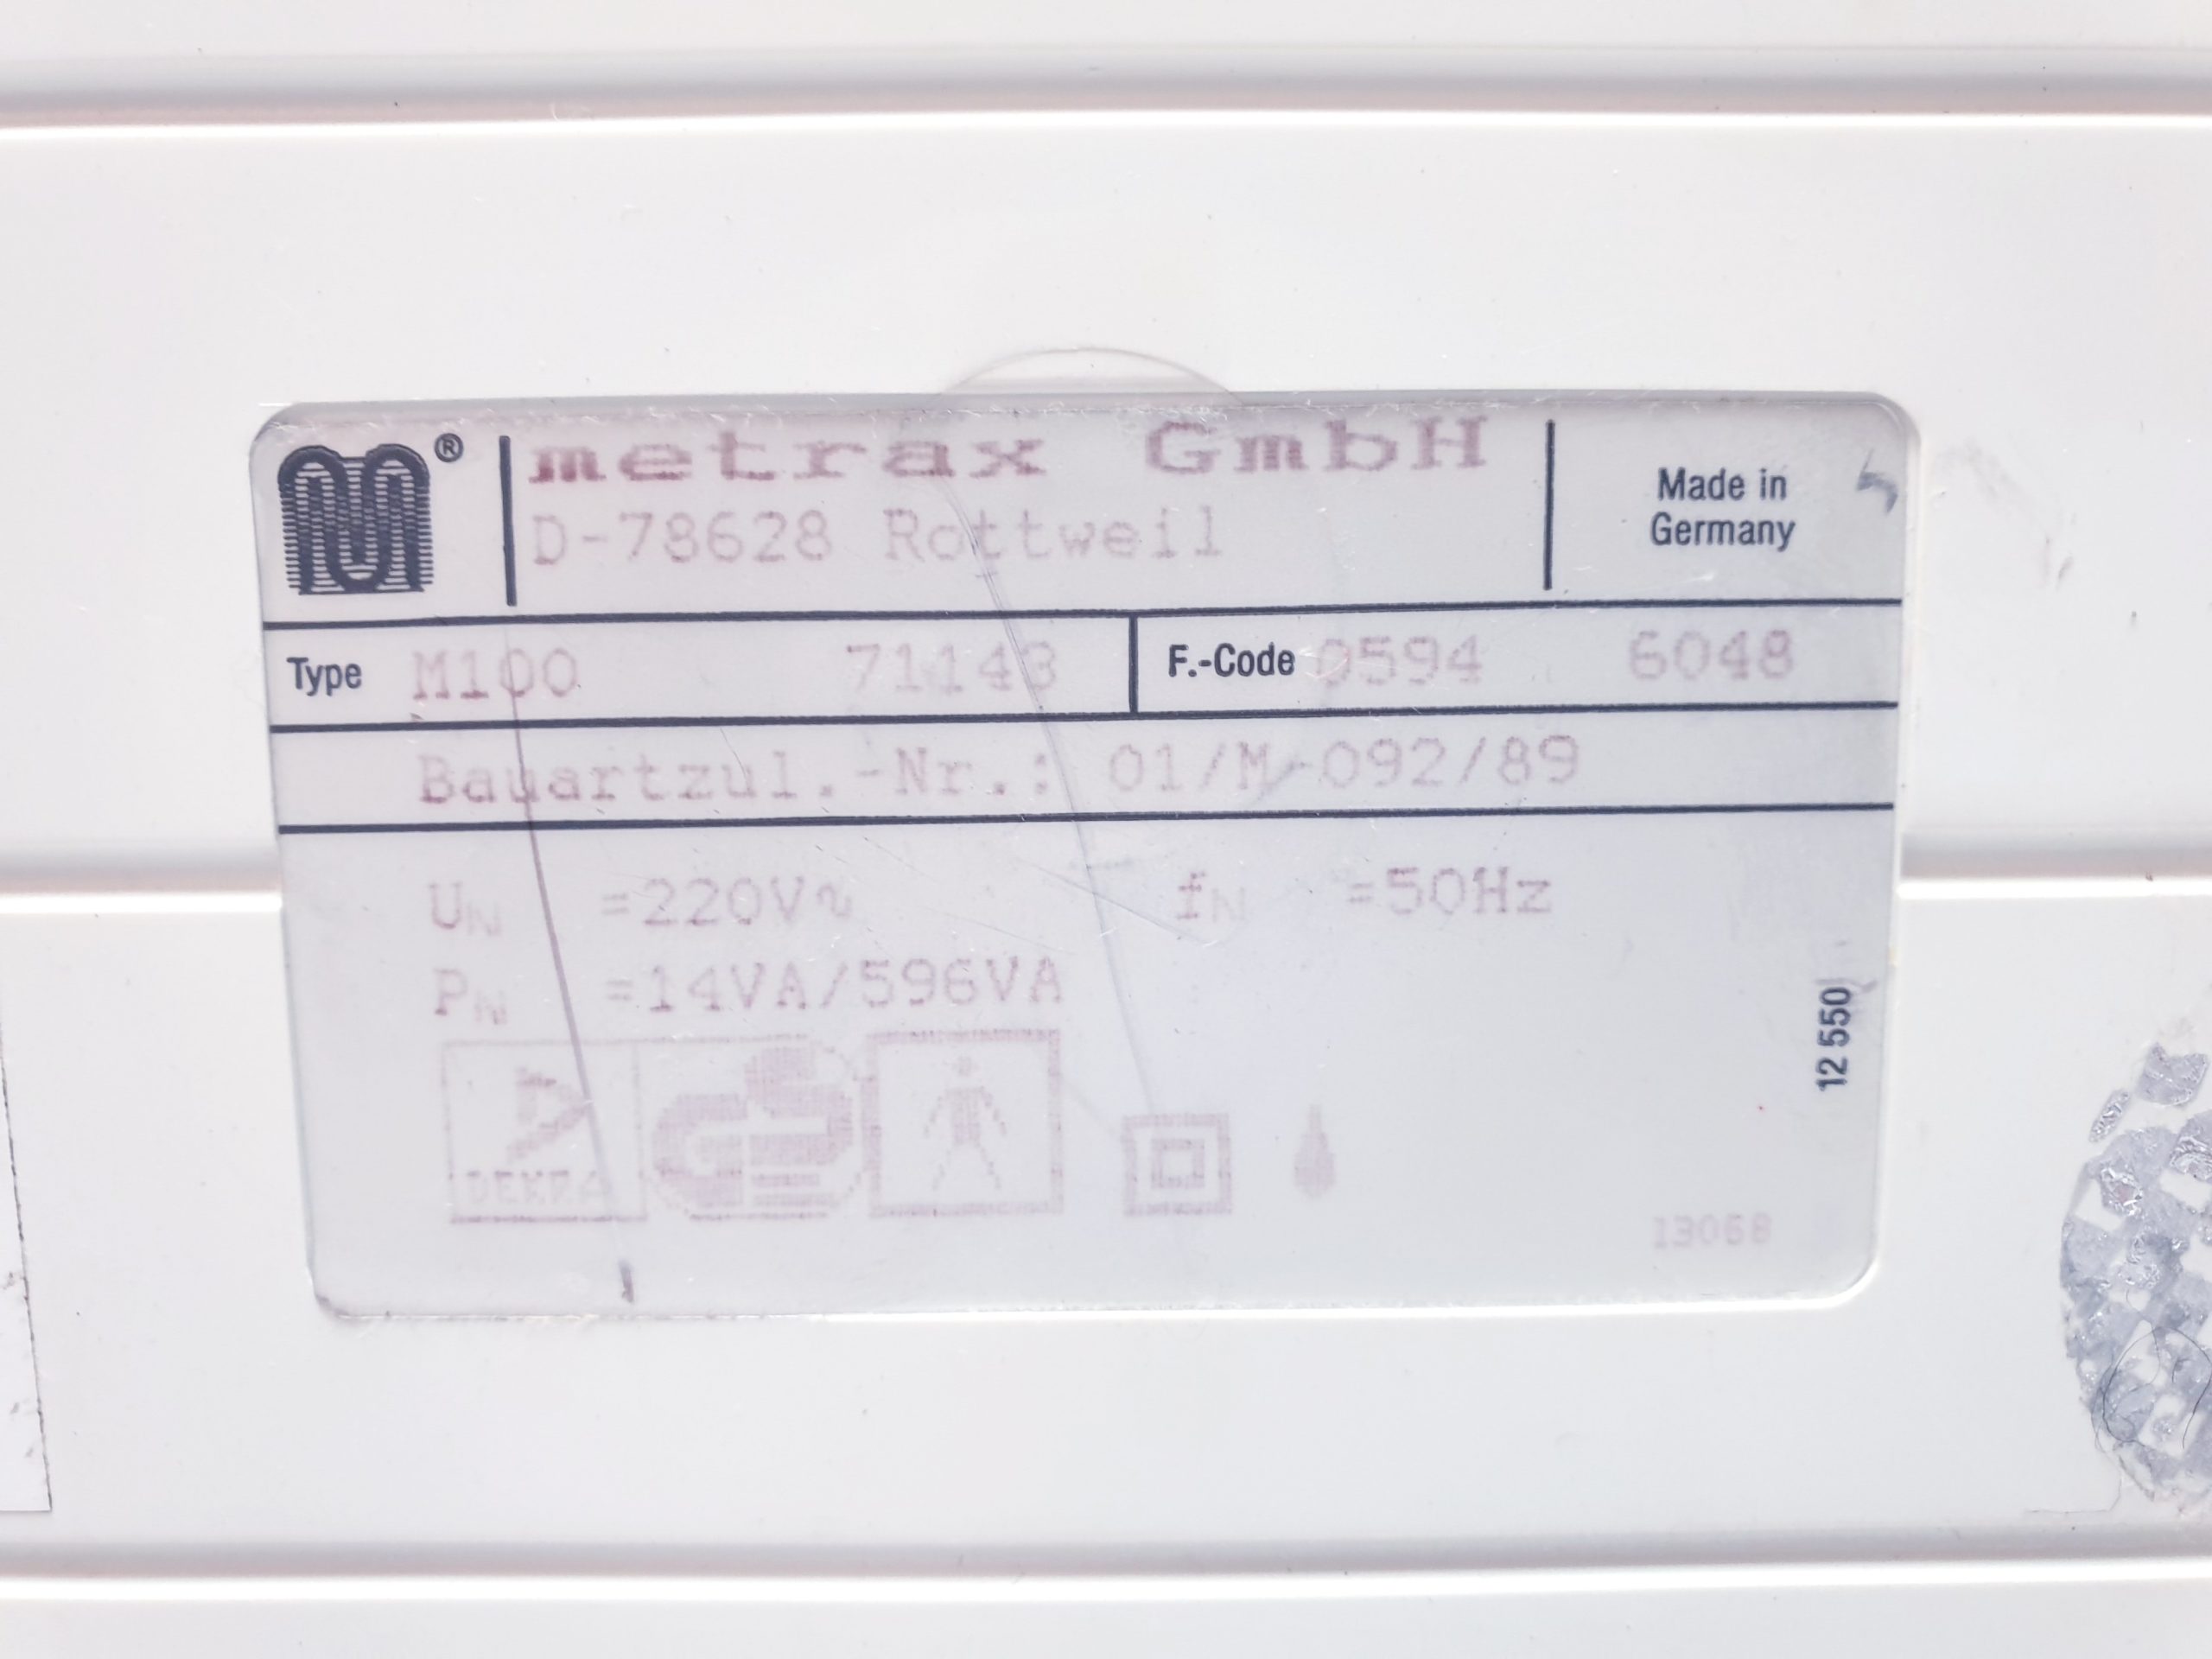 ® metrax GmbH
D-78628 Rottweil
Made in
Germany
Type M100 71143 F.-Code 0594 6048
Bauartzul.-Nr.: 01/M-092/89
UN =220V~ fN =50Hz
PN =14VA/596VA
12 550
DEKRA GS
13068